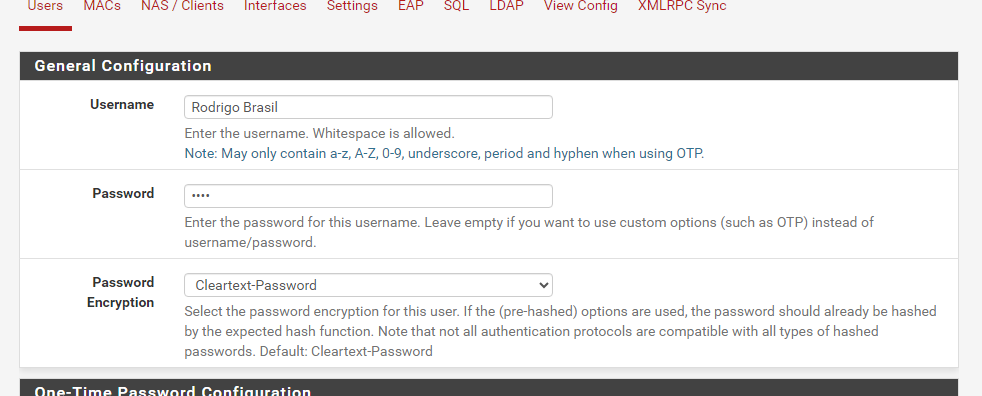 Users MACs NAS / Clients Interfaces Settings EAP SQL LDAP View Config XMLRPC Sync
General Configuration
Username
Rodrigo Brasil
Enter the username. Whitespace is allowed.
Note: May only contain a-z, A-Z, 0-9, underscore, period and hyphen when using OTP.
Password
••••
Enter the password for this username. Leave empty if you want to use custom options (such as OTP) instead of
username/password.
Password
Encryption
Cleartext-Password
Select the password encryption for this user. If the (pre-hashed) options are used, the password should already be hashed
by the expected hash function. Note that not all authentication protocols are compatible with all types of hashed
passwords. Default: Cleartext-Password
One-Time Password Configuration